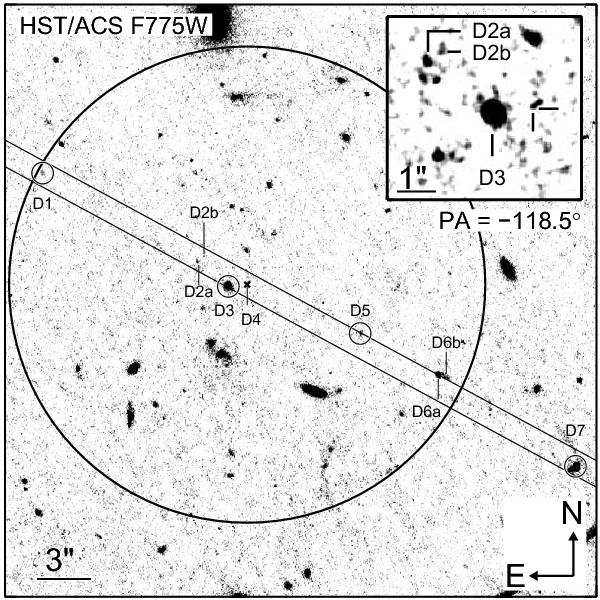 HST/ACS F775W
D2a
D2b
1"
D3
PA = −118.5°
D1
D2b
D2a
D3
D4
D5
D6b
D6a
D7
3"
N
E